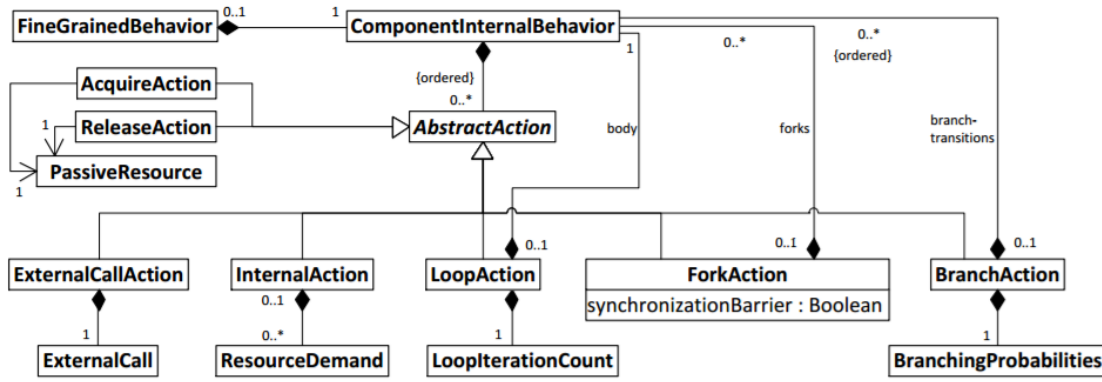 FineGrainedBehavior
0..1
1
ComponentInternalBehavior
1
0..*
0..*
{ordered}
{ordered}
0..*
AcquireAction
ReleaseAction
AbstractAction
1
PassiveResource
1
body
forks
branch-
transitions
0..1
0..1
0..1
ExternalCallAction
InternalAction
LoopAction
ForkAction
BranchAction
synchronizationBarrier : Boolean
0..1
1
0..*
1
1
ExternalCall
ResourceDemand
LoopIterationCount
BranchingProbabilities